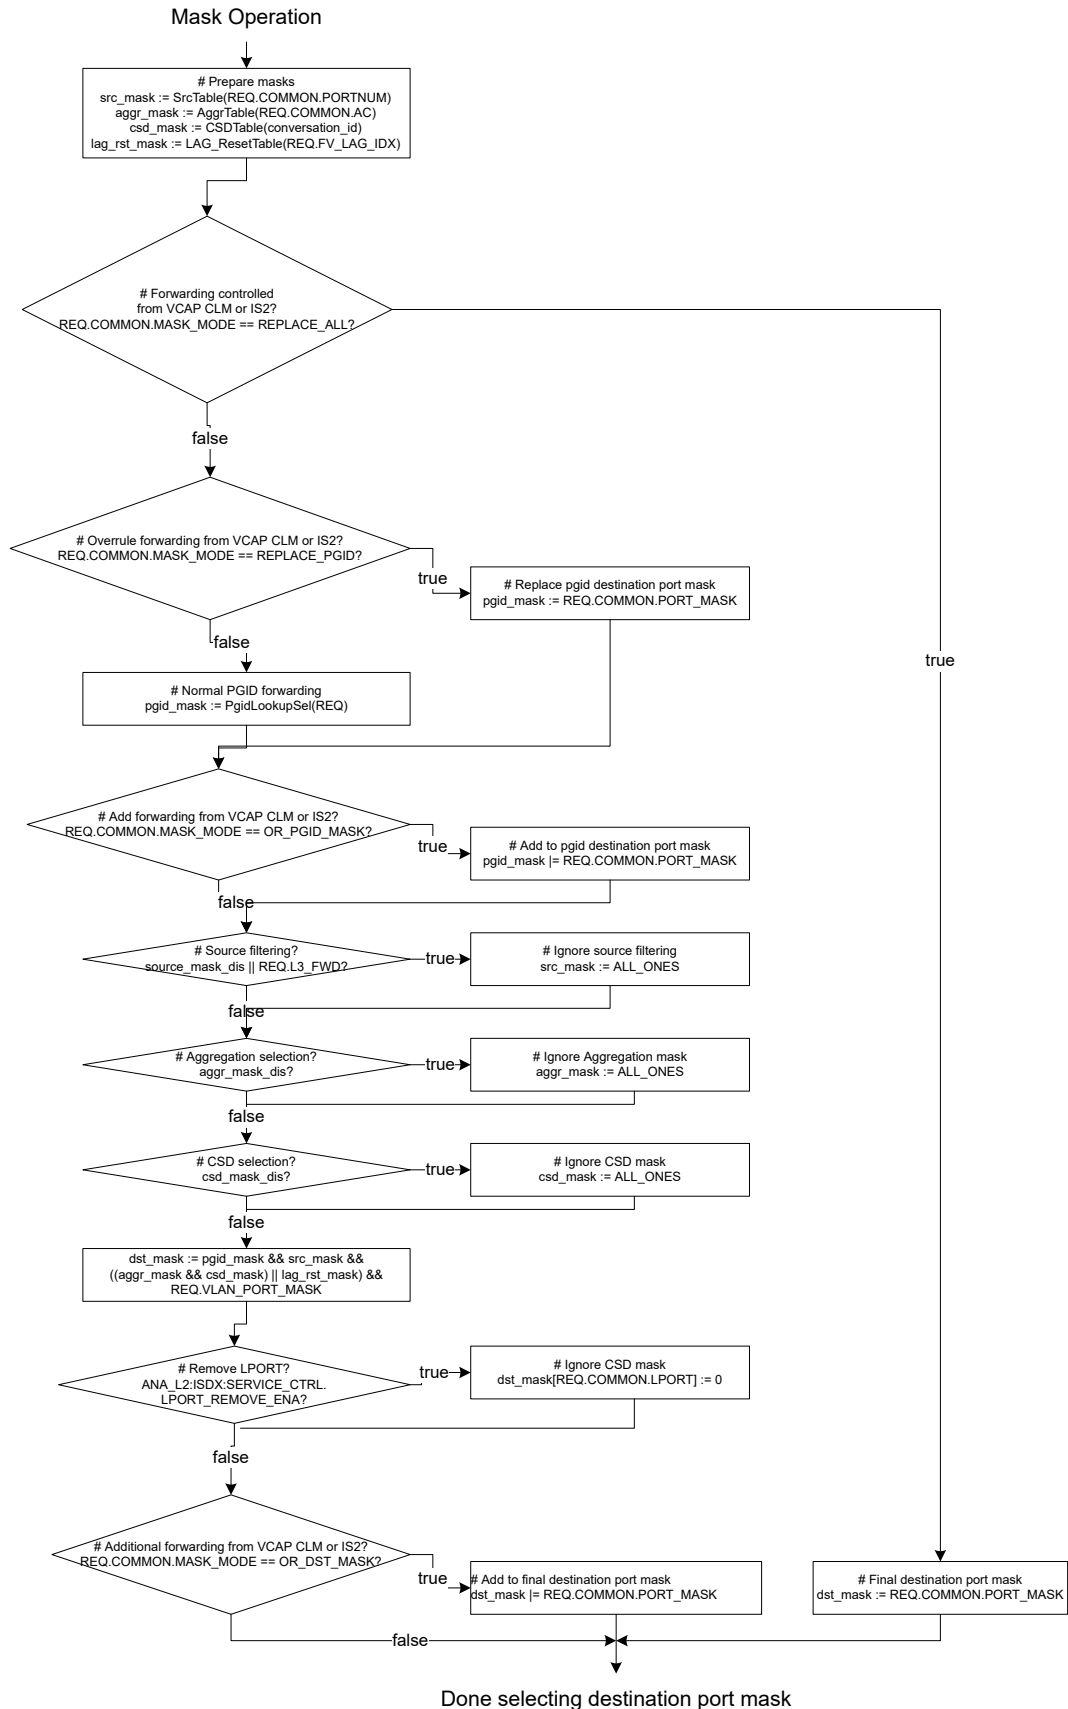 Mask Operation
# Prepare masks
src_mask := SrcTable(REQ.COMMON.PORTNUM)
aggr_mask := AggrTable(REQ.COMMON.AC)
csd_mask := CSDTable(conversation_id)
lag_rst_mask := LAG_ResetTable(REQ.FV_LAG_IDX)
# Forwarding controlled
from VCAP CLM or IS2?
REQ.COMMON.MASK_MODE == REPLACE_ALL?
false
# Overrule forwarding from VCAP CLM or IS2?
REQ.COMMON.MASK_MODE == REPLACE_PGID?
true
# Replace pgid destination port mask
pgid_mask := REQ.COMMON.PORT_MASK
false
true
# Normal PGID forwarding
pgid_mask := PgidLookupSel(REQ)
# Add forwarding from VCAP CLM or IS2?
REQ.COMMON.MASK_MODE == OR_PGID_MASK?
true
# Add to pgid destination port mask
pgid_mask |= REQ.COMMON.PORT_MASK
false
# Source filtering?
source_mask_dis || REQ.L3_FWD?
true
# Ignore source filtering
src_mask := ALL_ONES
false
# Aggregation selection?
aggr_mask_dis?
true
# Ignore Aggregation mask
aggr_mask := ALL_ONES
false
# CSD selection?
csd_mask_dis?
true
# Ignore CSD mask
csd_mask := ALL_ONES
false
dst_mask := pgid_mask && src_mask &&
((aggr_mask && csd_mask) || lag_rst_mask) &&
REQ.VLAN_PORT_MASK
# Remove LPORT?
ANA_L2:ISDX:SERVICE_CTRL.
LPORT_REMOVE_ENA?
true
# Ignore CSD mask
dst_mask[REQ.COMMON.LPORT] := 0
false
# Additional forwarding from VCAP CLM or IS2?
REQ.COMMON.MASK_MODE == OR_DST_MASK?
true
# Add to final destination port mask
dst_mask |= REQ.COMMON.PORT_MASK
# Final destination port mask
dst_mask := REQ.COMMON.PORT_MASK
false
Done selecting destination port mask